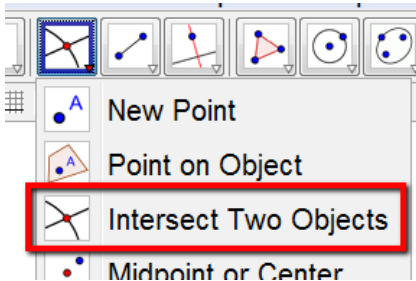 A
New Point
A
Point on Object
Intersect Two Objects
Midpoint or Center